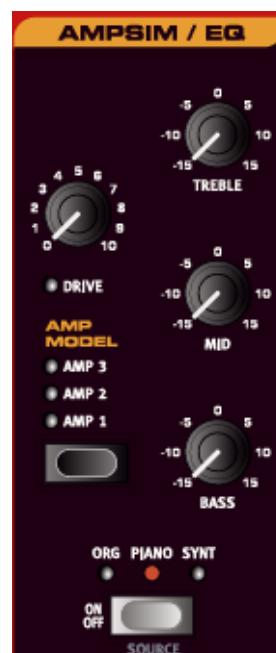 AMPSIM / EQ
0
-5 5
-10 10
-15 15
TREBLE
5
4 6
3 7
2 8
1 9
0 10
DRIVE
0
-5 5
-10 10
-15 15
MID
AMP
MODEL
AMP 3
AMP 2
AMP 1
0
-5 5
-10 10
-15 15
BASS
ORG PIANO SYNT
ON
OFF
SOURCE